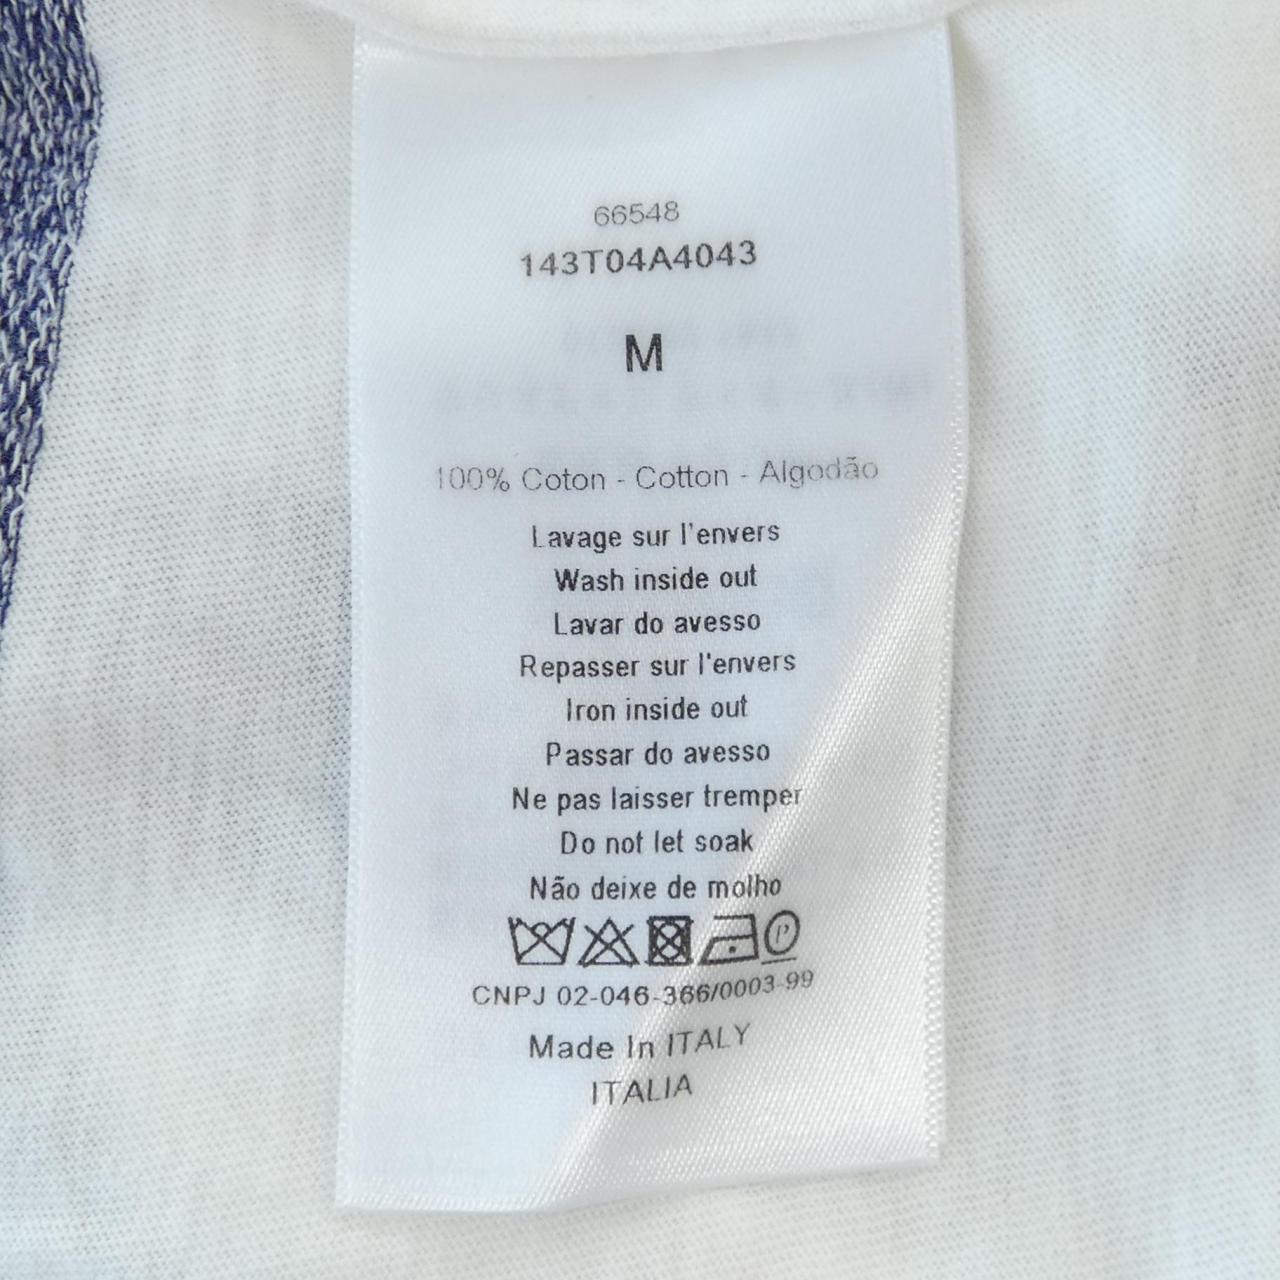 66548
143T04A4043
M
100% Coton - Cotton - Algodão
Lavage sur l'envers
Wash inside out
Lavar do avesso
Repasser sur l'envers
Iron inside out
Passar do avesso
Ne pas laisser tremper
Do not let soak
Não deixe de molho
P
CNPJ 02-046-366/0003-99
Made In ITALY
ITALIA